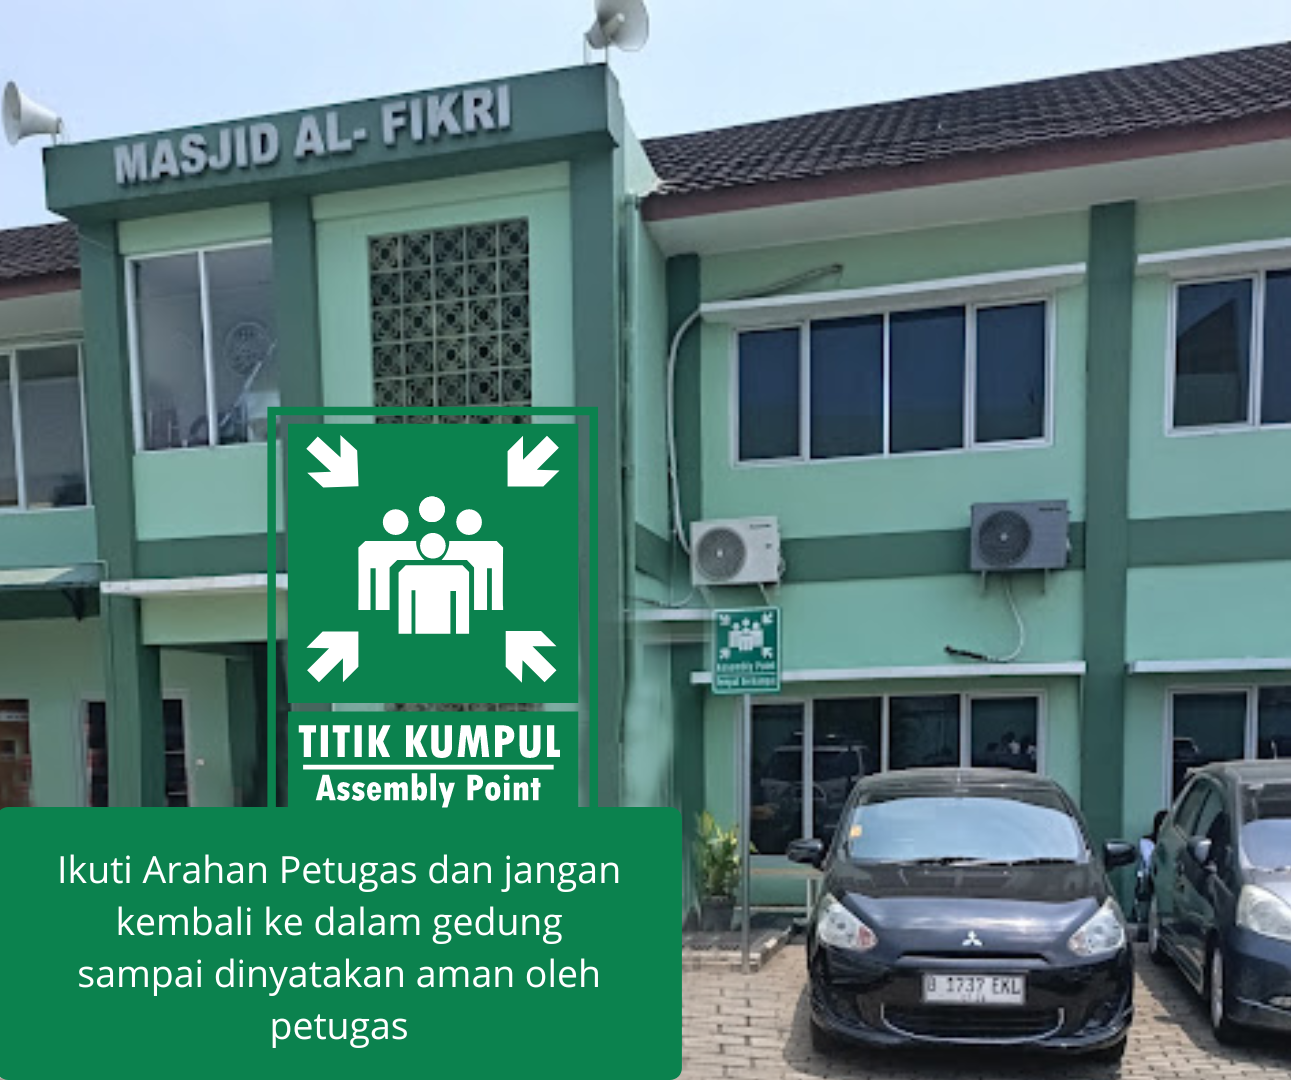 MASJID AL- FIKRI
TITIK KUMPUL
Assembly Point
Assembly Point
Ikuti Arahan Petugas dan jangan
kembali ke dalam gedung
sampai dinyatakan aman oleh
petugas
B 1737 EKL